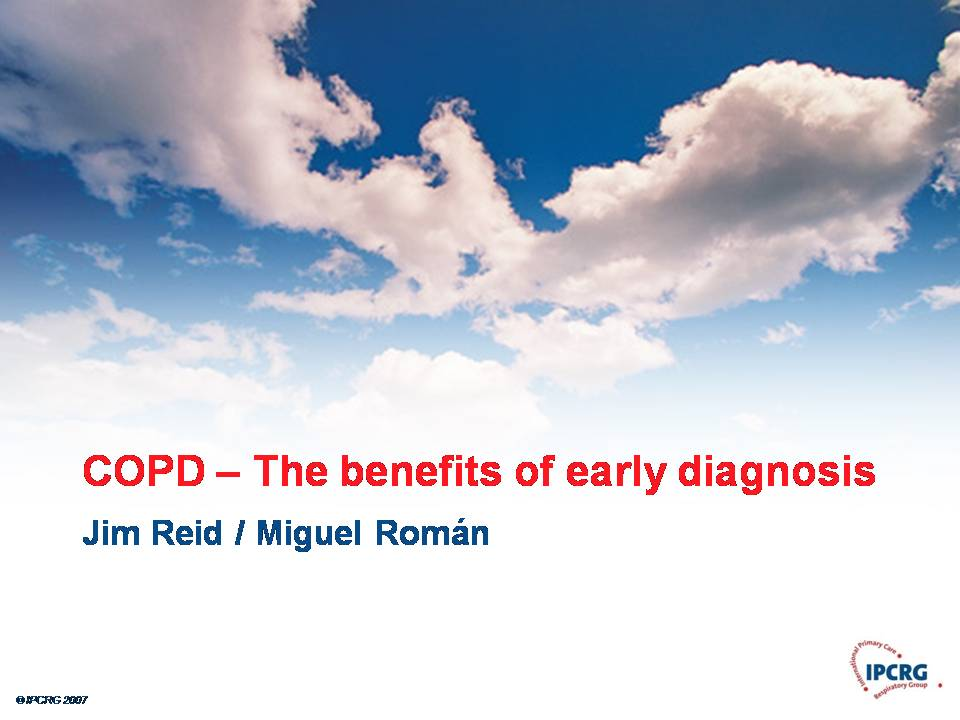 COPD – The benefits of early diagnosis
Jim Reid / Miguel Román
International Primary Care
IPCRG
Respiratory Group
© IPCRG 2007